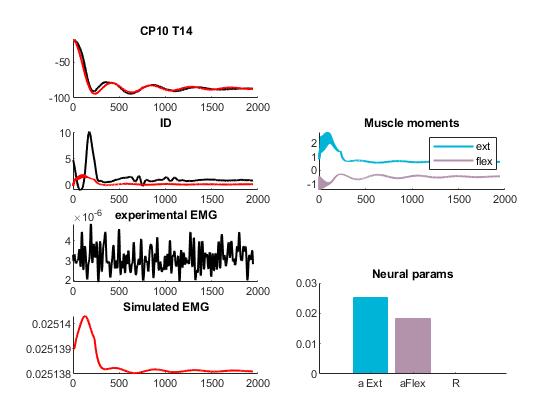 CP10 T14
-50
-100
0 500 1000 1500 2000
ID
10
5
0
0 500 1000 1500 2000
×10-6
experimental EMG
4
2
0 500 1000 1500 2000
Simulated EMG
0.02514
0.025139
0.025138
0 500 1000 1500 2000
Muscle moments
2
1
0
-1
0 500 1000 1500 2000
ext
flex
Neural params
0.03
0.02
0.01
0
a Ext aFlex R